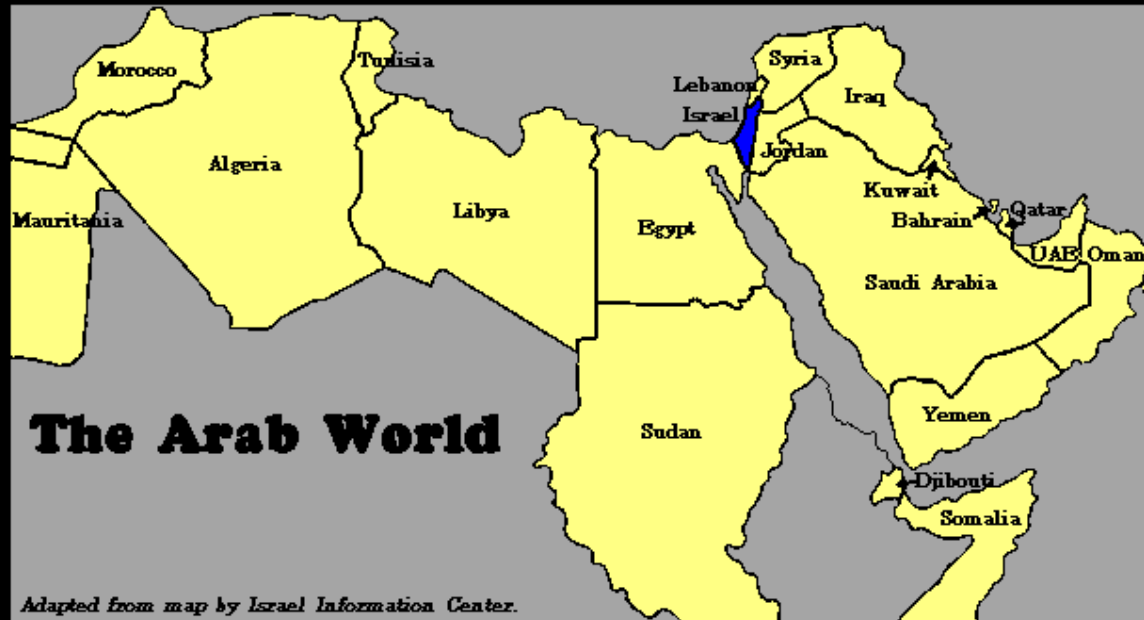 Morocco
Tunisia
Syria
Lebanon
Iraq
Israel
Jordan
Algeria
Kuwait
Mauritania
Libya
Bahrain
Qatar
Egypt
UAE
Oman
Saudi Arabia
Yemen
The Arab World
Sudan
Djibouti
Somalia
Adapted from map by Israel Information Center.